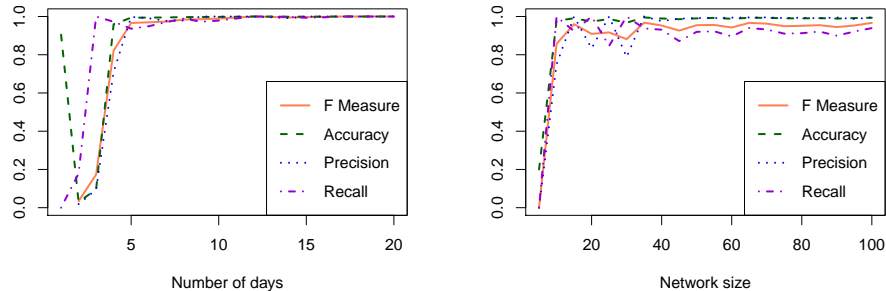 0.0 0.2 0.4 0.6 0.8 1.0
5 10 15 20
Number of days
F Measure
Accuracy
Precision
Recall
0.0 0.2 0.4 0.6 0.8 1.0
20 40 60 80 100
Network size
F Measure
Accuracy
Precision
Recall